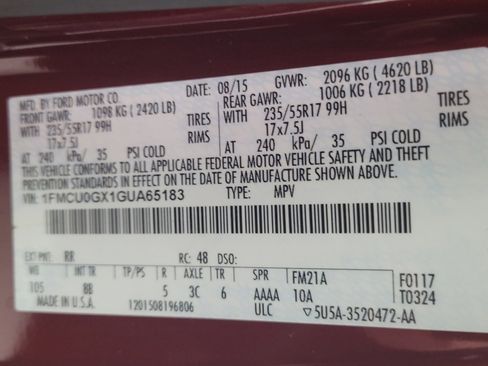 MFD. BY FORD MOTOR CO.
DATE: 08/15 GVWR: 2096 KG ( 4620 LB)
FRONT GAWR: 1098 KG ( 2420 LB)
REAR GAWR: 1006 KG ( 2218 LB)
WITH 235/55R17 99H TIRES
WITH 235/55R17 99H TIRES
17x7.5J RIMS
17x7.5J RIMS
AT 240 kPa/ 35 PSI COLD
AT 240 kPa/ 35 PSI COLD
THIS VEHICLE CONFORMS TO ALL APPLICABLE FEDERAL MOTOR VEHICLE SAFETY AND THEFT
PREVENTION STANDARDS IN EFFECT ON THE DATE OF MANUFACTURE SHOWN ABOVE.
VIN: 1FMCU0GX1GUA65183 TYPE: MPV
EXT PNT: RR RC: 48 DSO:
WB INT TR TP/PS R AXLE TR SPR FM21A F0117
105 8B 5 3C 6 AAAA 10A T0324
MADE IN U.S.A. 1201508196806 ULC ▽5U5A-3520472-AA